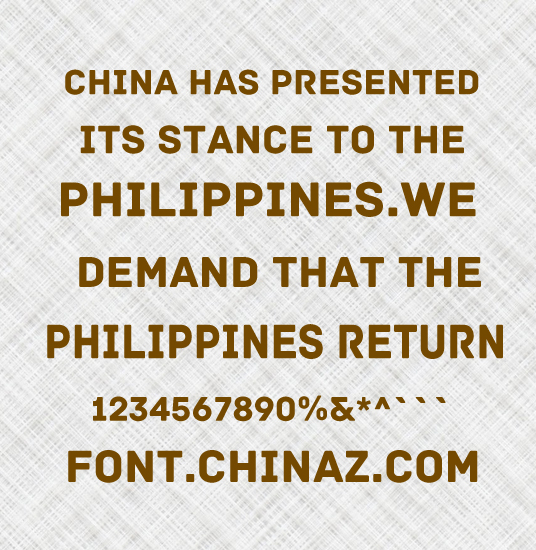 CHINA HAS PRESENTED
ITS STANCE TO THE
PHILIPPINES.WE
DEMAND THAT THE
PHILIPPINES RETURN
1234567890%&*^```
FONT.CHINAZ.COM